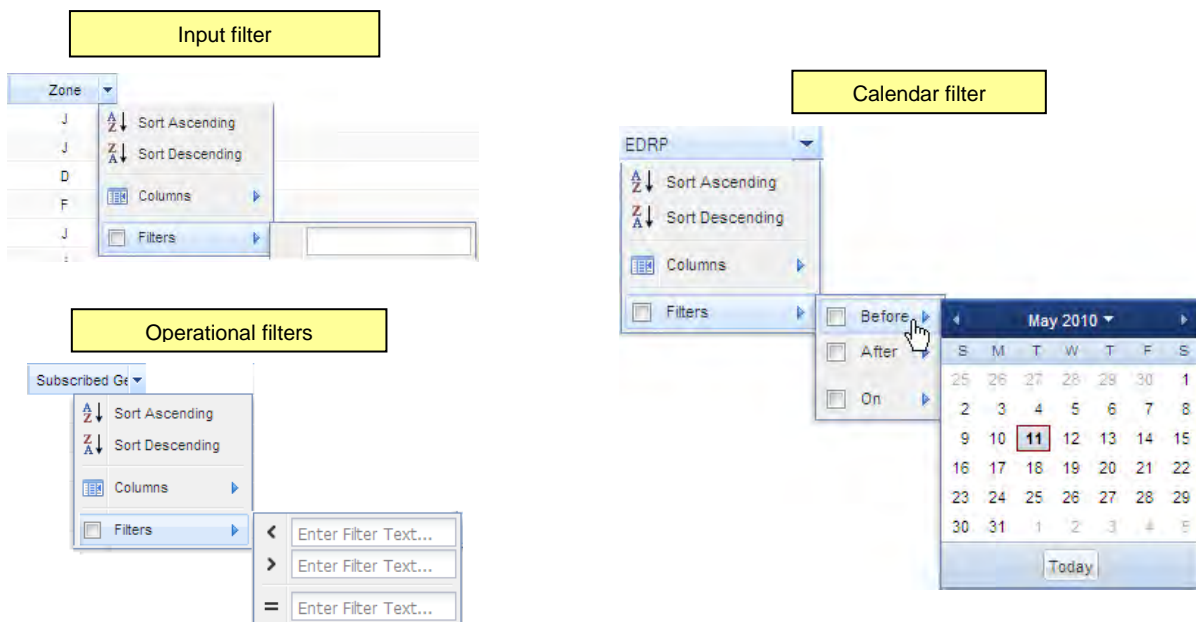 Input filter
Zone
J
Sort Ascending
J
Sort Descending
D
F
Columns
J
Filters
Operational filters
Subscribed Ge
Sort Ascending
Sort Descending
Columns
Filters
< Enter Filter Text...
> Enter Filter Text...
= Enter Filter Text...
Calendar filter
EDRP
Sort Ascending
Sort Descending
Columns
Filters
Before
After
On
May 2010
S M T W T F S
25 26 27 28 29 30 1
2 3 4 5 6 7 8
9 10 11 12 13 14 15
16 17 18 19 20 21 22
23 24 25 26 27 28 29
30 31 1 2 3 4 5
Today